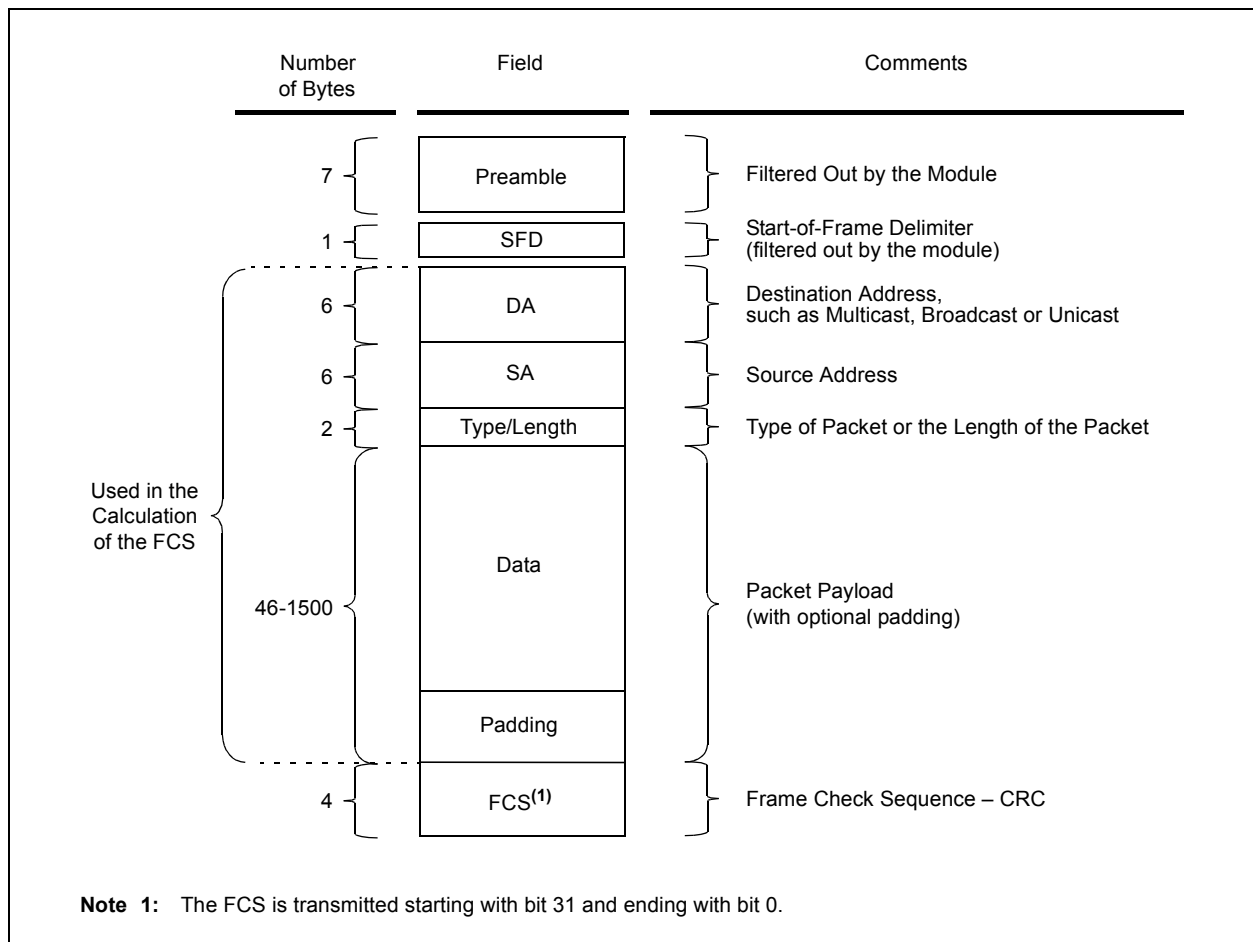 Number
of Bytes
Field
Comments
7
Preamble
Filtered Out by the Module
1
SFD
Start-of-Frame Delimiter
(filtered out by the module)
6
DA
Destination Address,
such as Multicast, Broadcast or Unicast
6
SA
Source Address
2
Type/Length
Type of Packet or the Length of the Packet
Used in the
Calculation
of the FCS
46-1500
Data
Padding
Packet Payload
(with optional padding)
4
FCS(1)
Frame Check Sequence – CRC
Note 1: The FCS is transmitted starting with bit 31 and ending with bit 0.